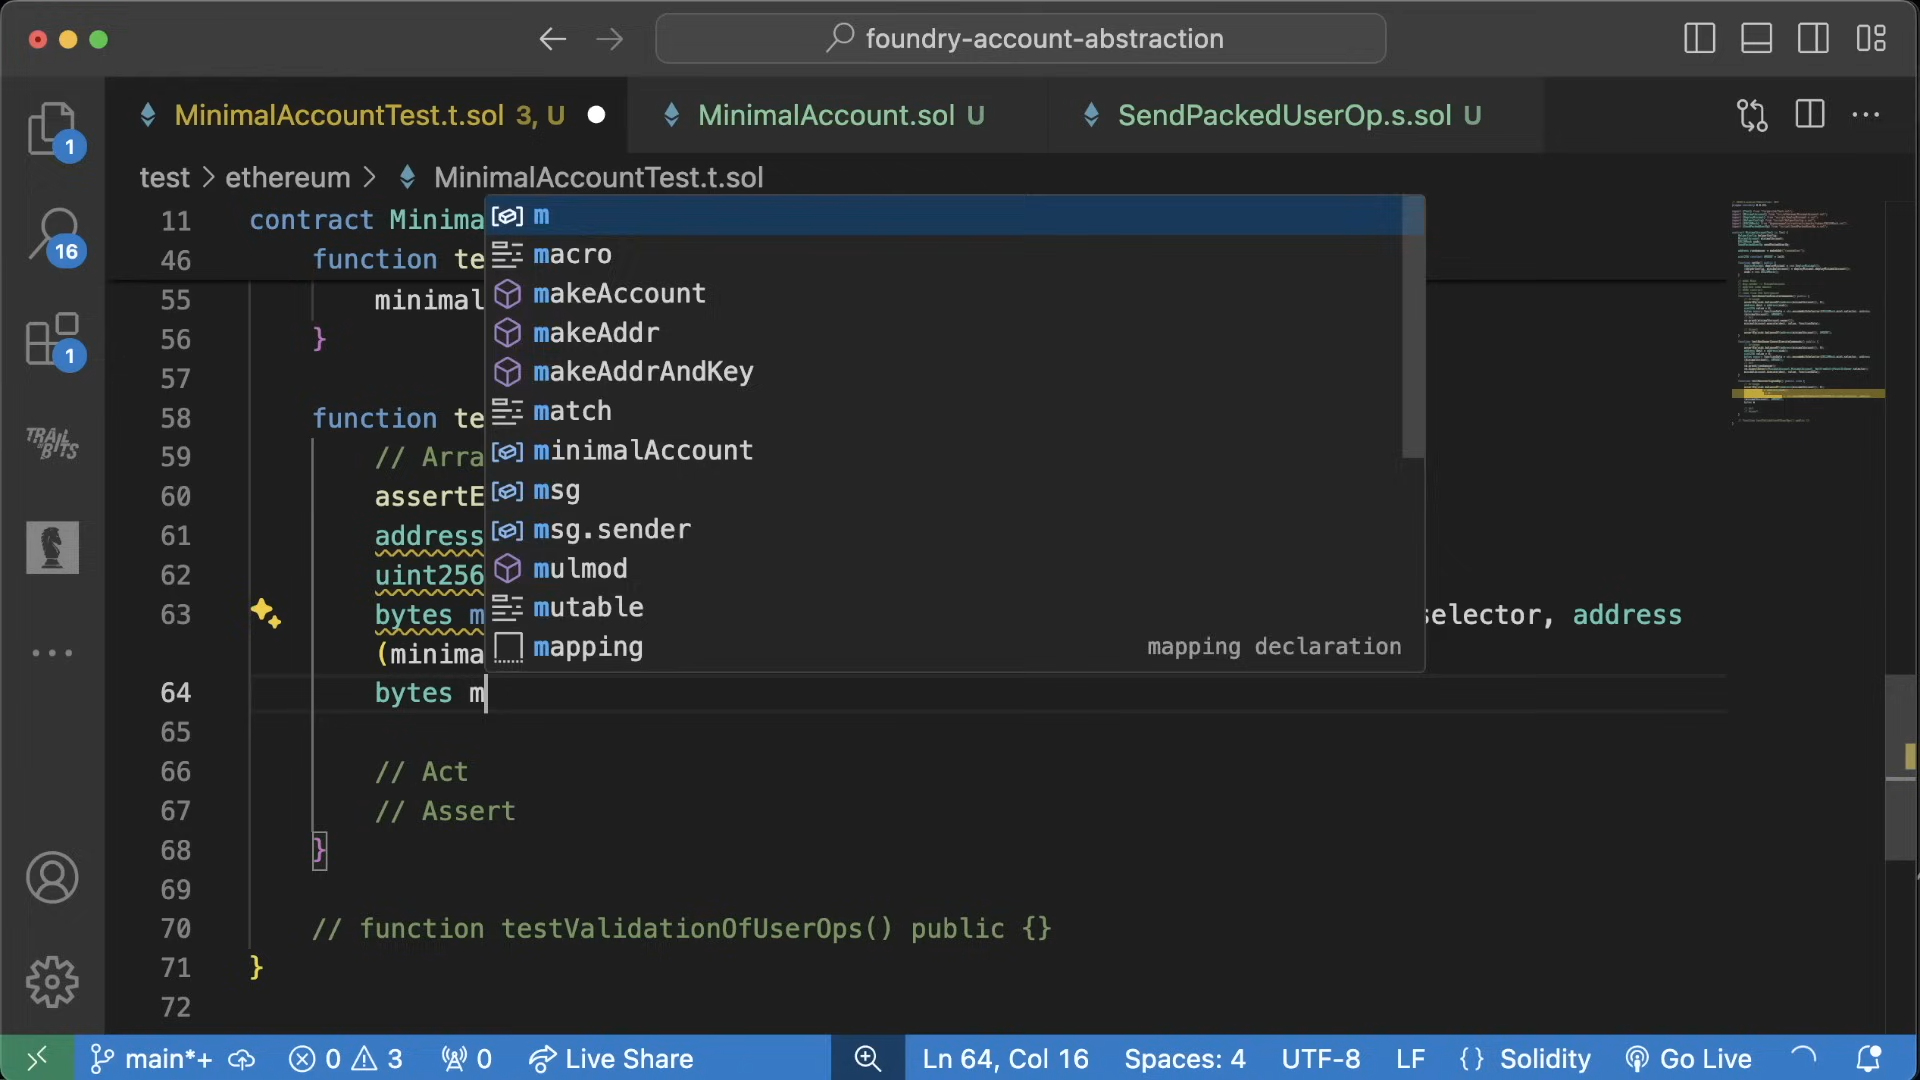 foundry-account-abstraction
MinimalAccountTest.t.sol 3, U
MinimalAccount.sol U
SendPackedUserOp.s.sol U
test > ethereum > MinimalAccountTest.t.sol
1
16
1
TRAIL OF BITS
11 contract Minima
46 function te
55 minimal
56 }
57
58 function te
59 // Arra
60 assertE
61 address
62 uint256
63 bytes m
selector, address
(minima
64 bytes m
65
66 // Act
67 // Assert
68 }
69
70 // function testValidationOfUserOps() public {}
71 }
72
m
macro
makeAccount
makeAddr
makeAddrAndKey
match
minimalAccount
msg
msg.sender
mulmod
mutable
mapping mapping declaration
main*+ 0 3 0 Live Share Ln 64, Col 16 Spaces: 4 UTF-8 LF {} Solidity Go Live